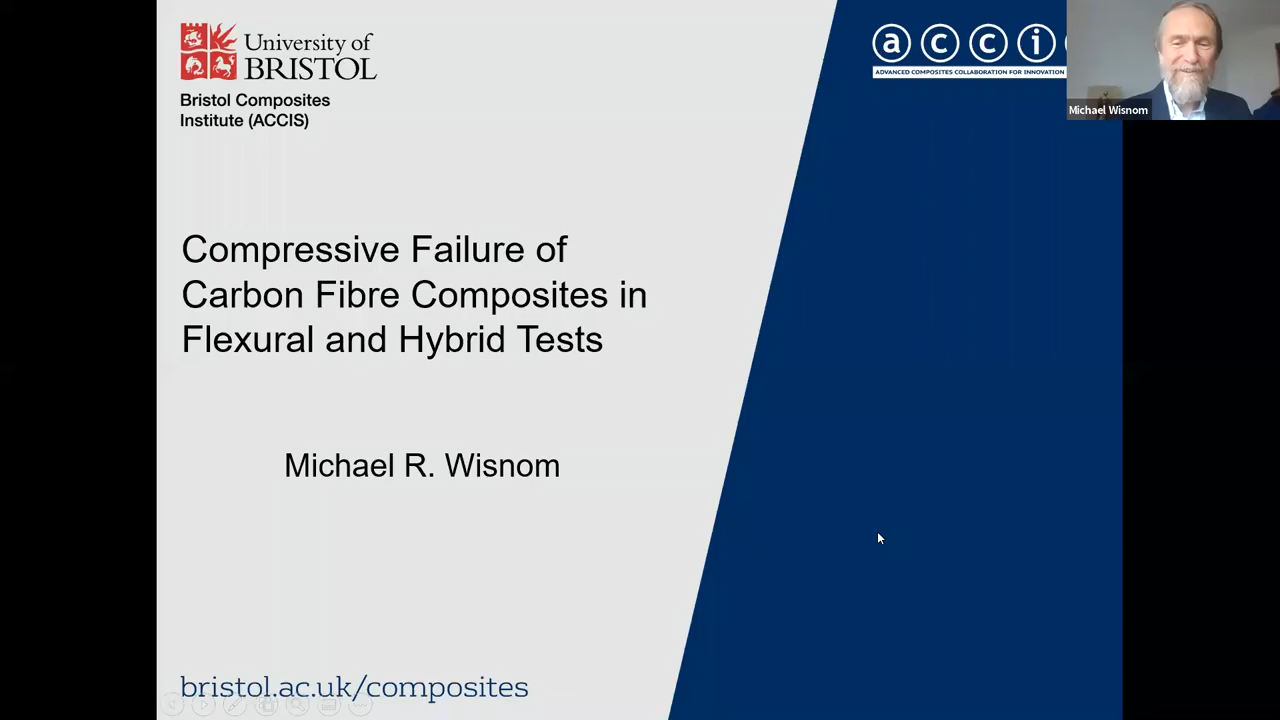 University of
BRISTOL
Bristol Composites
Institute (ACCIS)
acci
ADVANCED COMPOSITES COLLABORATION FOR INNOVATION
Michael Wisnom
Compressive Failure of
Carbon Fibre Composites in
Flexural and Hybrid Tests
Michael R. Wisnom
bristol.ac.uk/composites